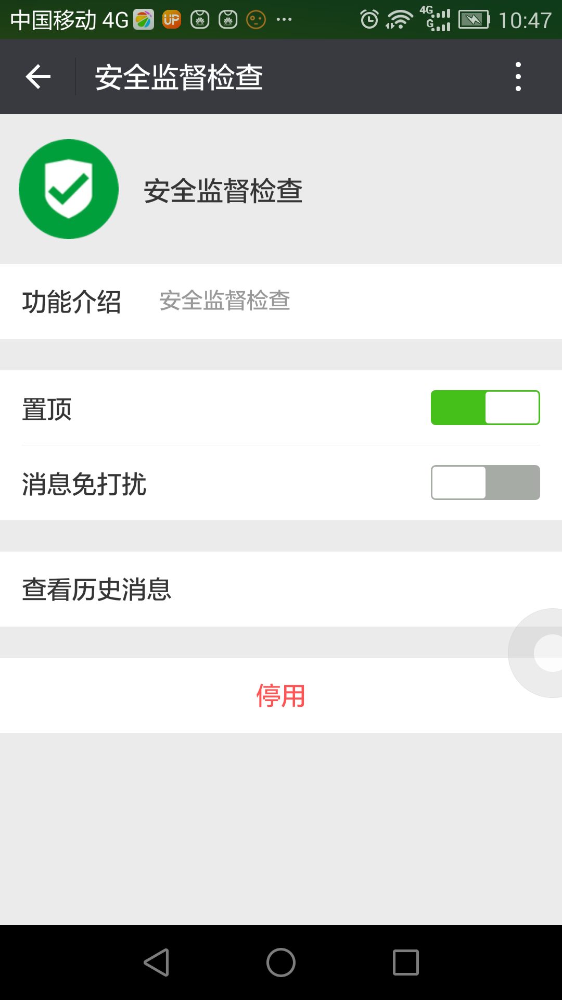 中国移动 4G UP ··· 4G G 10:47
安全监督检查
安全监督检查
功能介绍 安全监督检查
置顶
消息免打扰
查看历史消息
停用